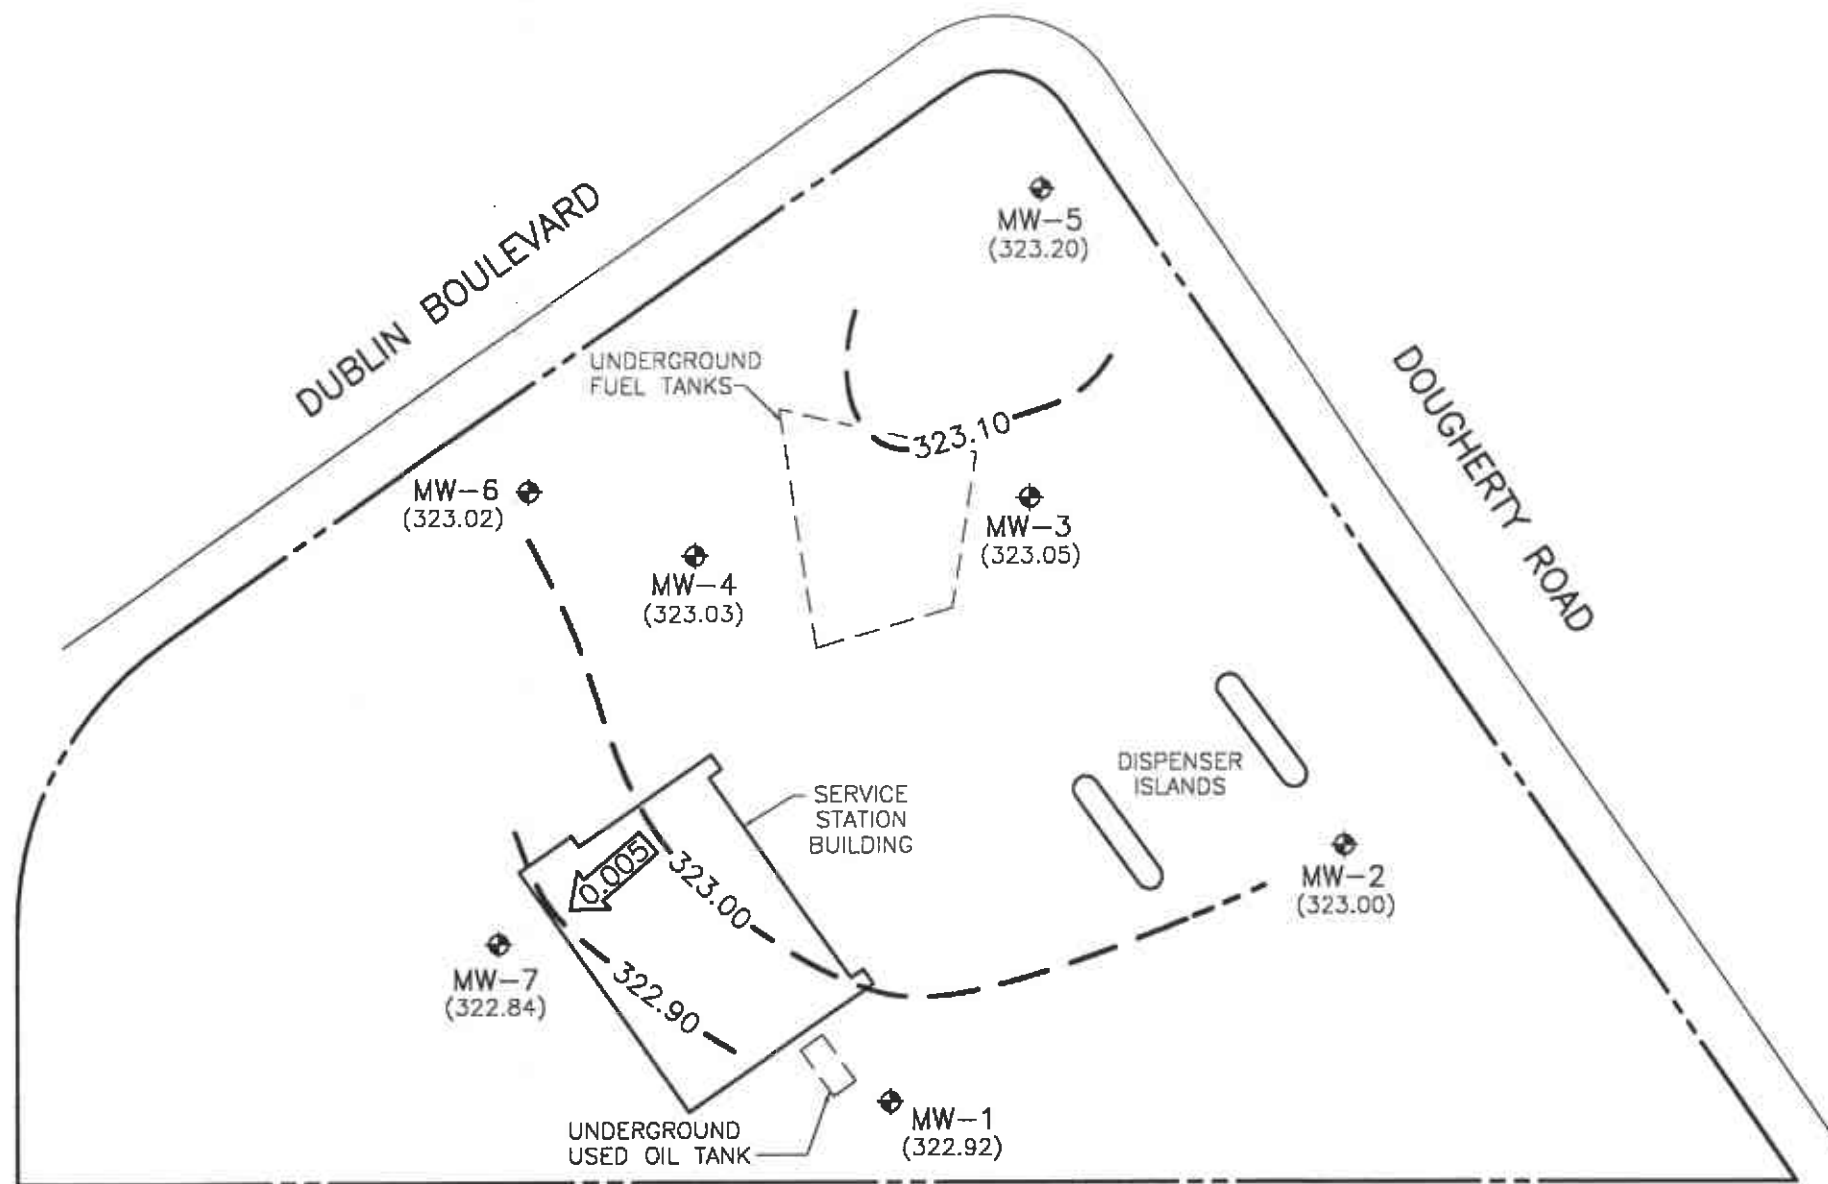 DUBLIN BOULEVARD
MW-5
(323.20)
UNDERGROUND
FUEL TANKS
323.10
DOUGHERTY ROAD
MW-6
(323.02)
MW-4
(323.03)
MW-3
(323.05)
DISPENSER
ISLANDS
SERVICE
STATION
BUILDING
0.005
323.00
MW-2
(323.00)
MW-7
(322.84)
322.90
UNDERGROUND
USED OIL TANK
MW-1
(322.92)